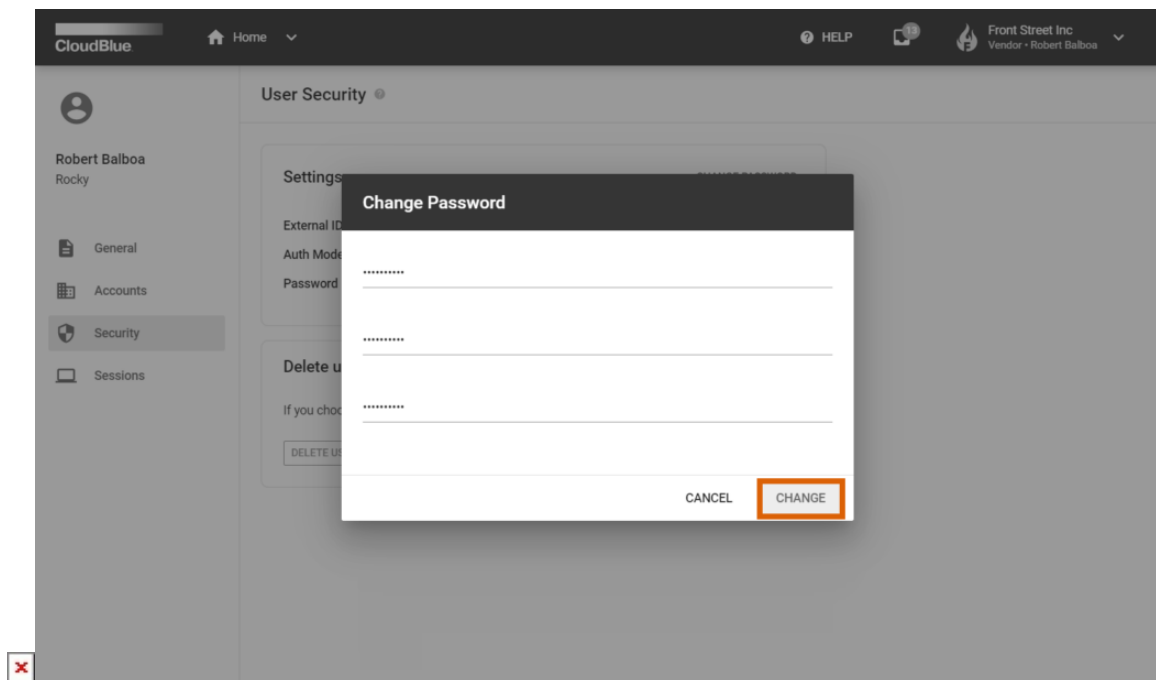 CloudBlue
Home
HELP
13
Front Street Inc
Vendor • Robert Balboa
User Security
Robert Balboa
Rocky
General
Accounts
Security
Sessions
Settings
External ID
Auth Mode
Password
Delete u
If you choo
DELETE US
Change Password
••••••••••
••••••••••
••••••••••
CANCEL
CHANGE